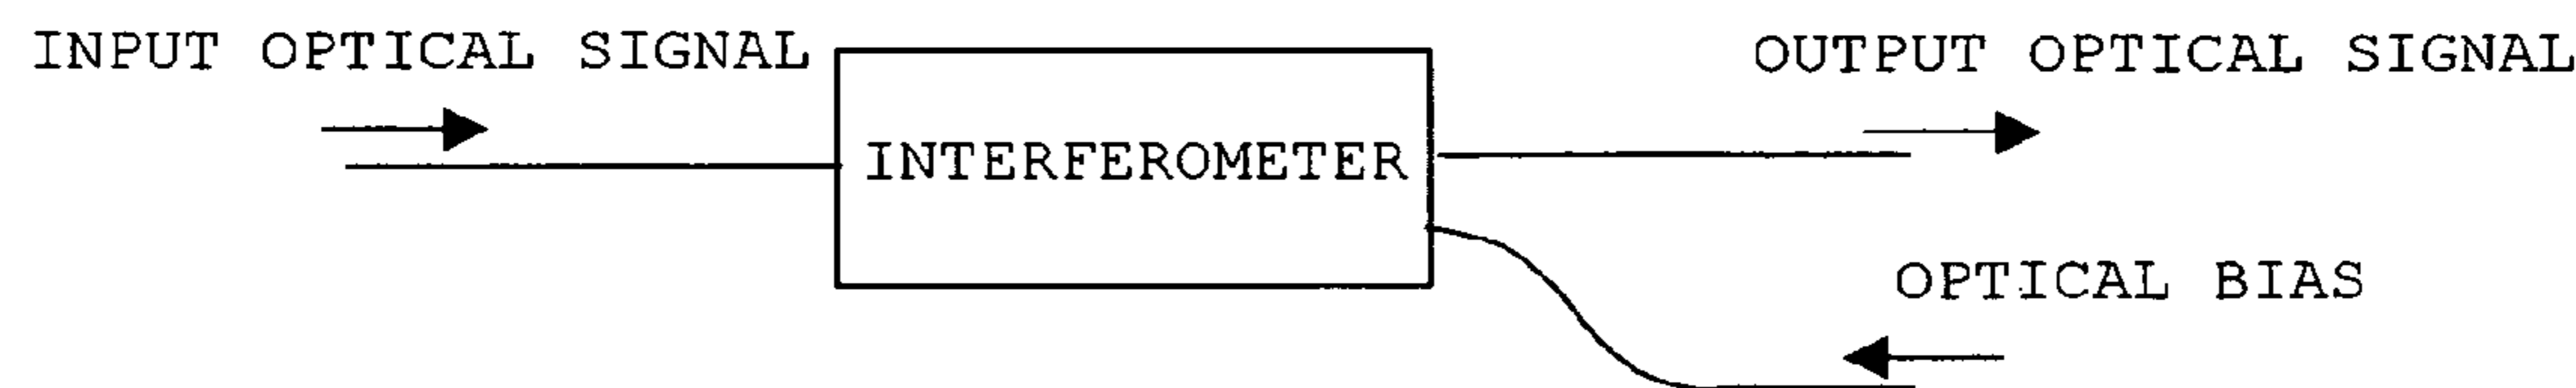 INPUT OPTICAL SIGNAL
OUTPUT OPTICAL SIGNAL
INTERFEROMETER
OPTICAL BIAS